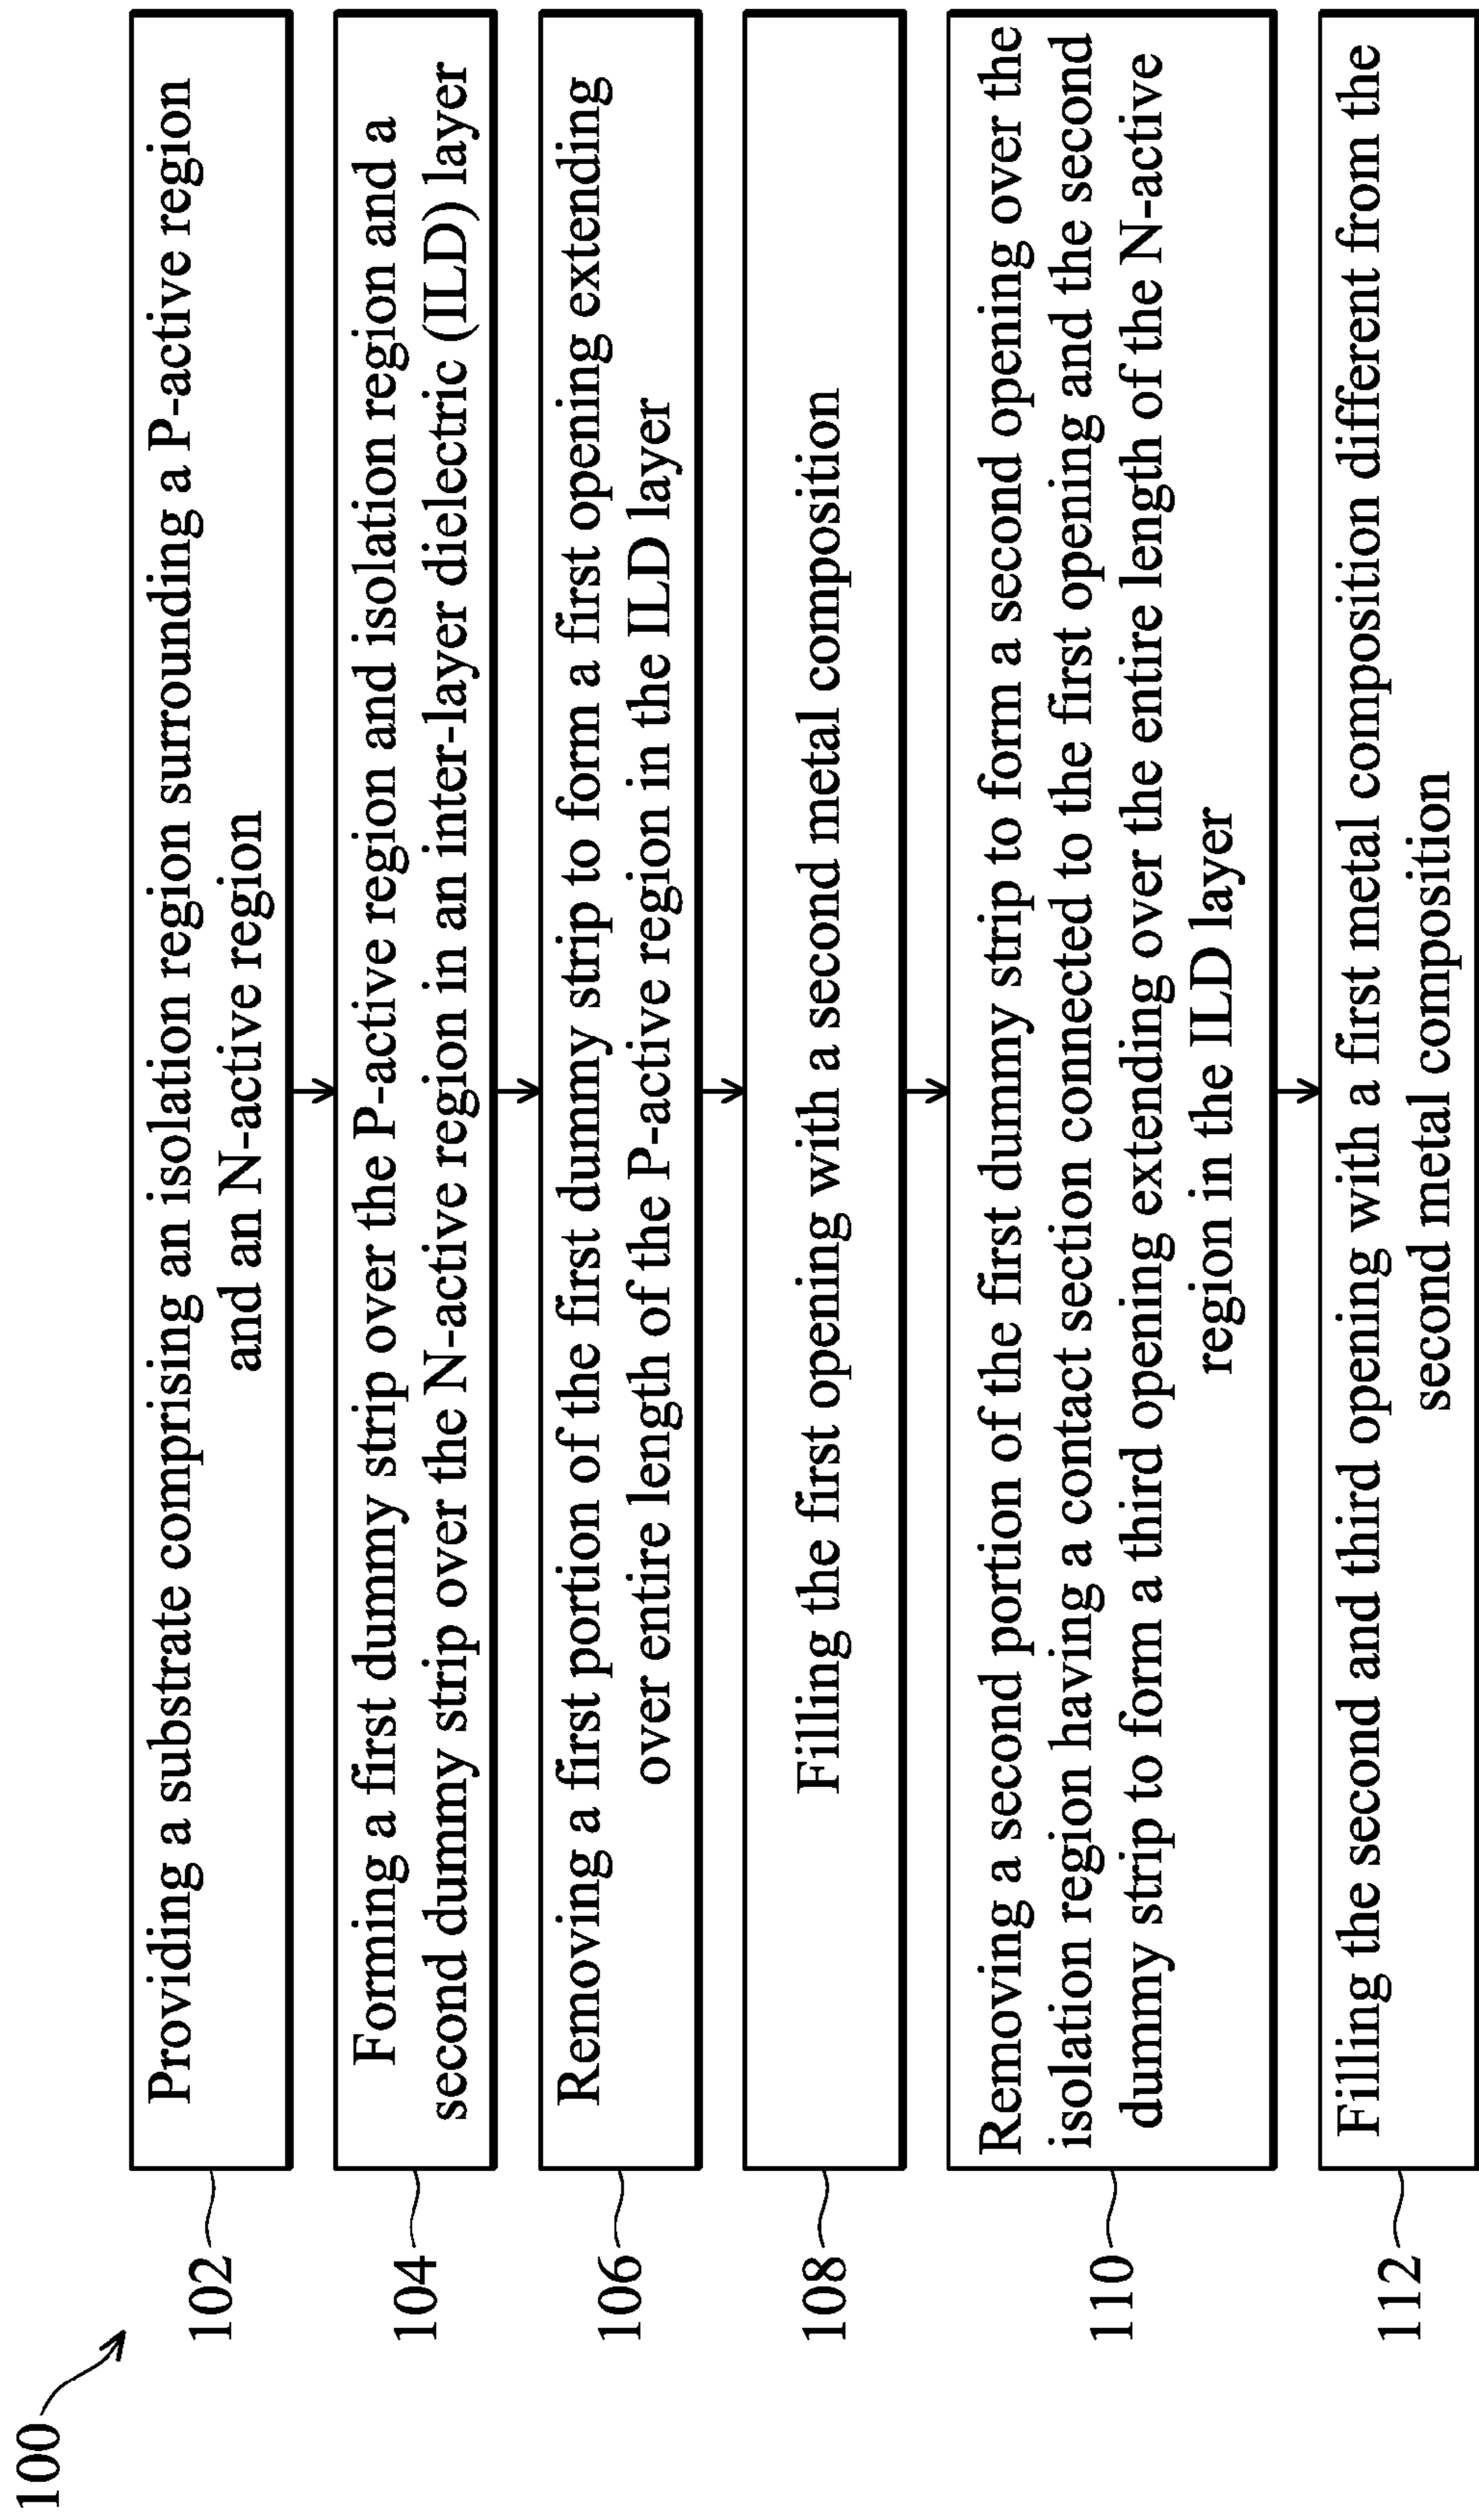 100
102
Providing a substrate comprising an isolation region surrounding a P-active region
and an N-active region
104
Forming a first dummy strip over the P-active region and isolation region and a
second dummy strip over the N-active region in an inter-layer dielectric (ILD) layer
106
Removing a first portion of the first dummy strip to form a first opening extending
over entire length of the P-active region in the ILD layer
108
Filling the first opening with a second metal composition
110
Removing a second portion of the first dummy strip to form a second opening over the
isolation region having a contact section connected to the first opening and the second
dummy strip to form a third opening extending over the entire length of the N-active
region in the ILD layer
112
Filling the second and third opening with a first metal composition different from the
second metal composition